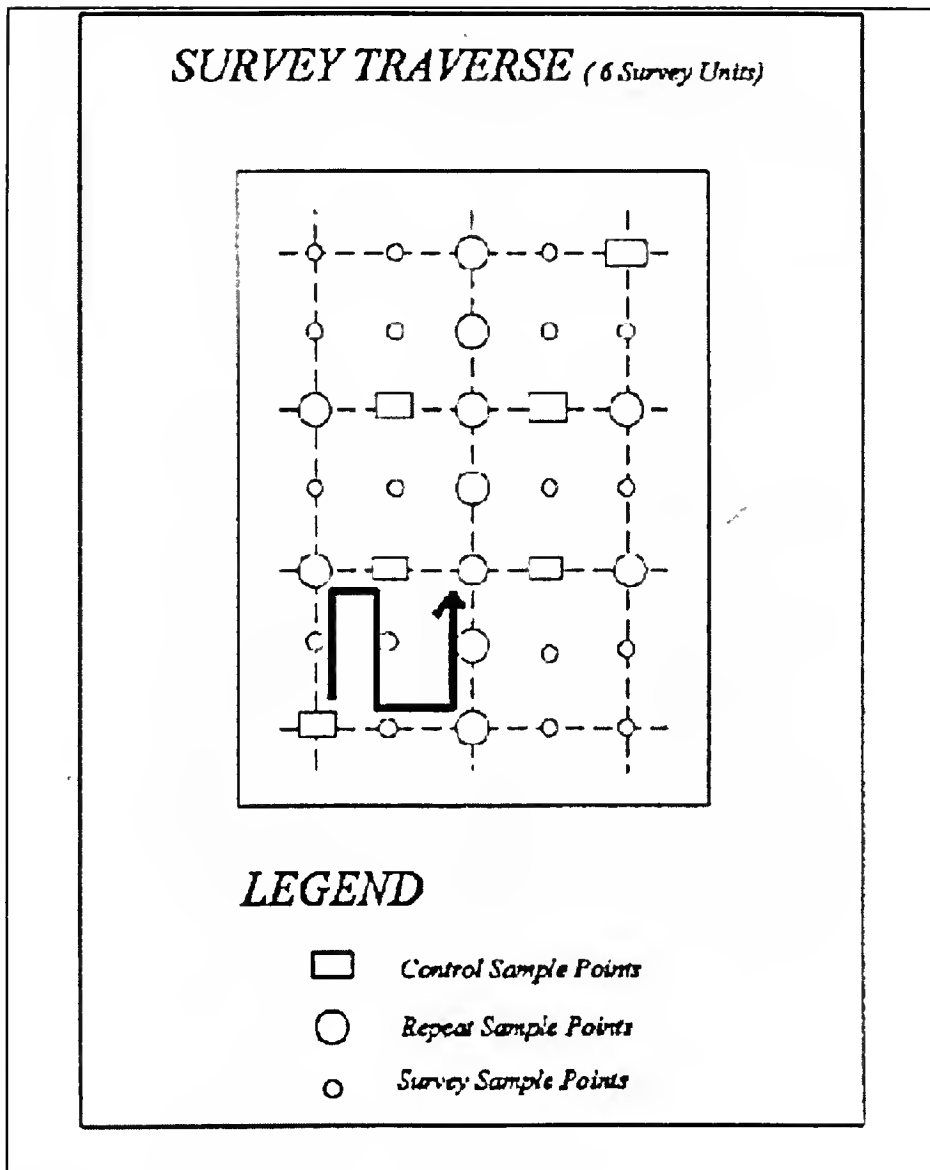 SURVEY TRAVERSE ( 6 Survey Units)
LEGEND
Control Sample Points
Repeat Sample Points
Survey Sample Points